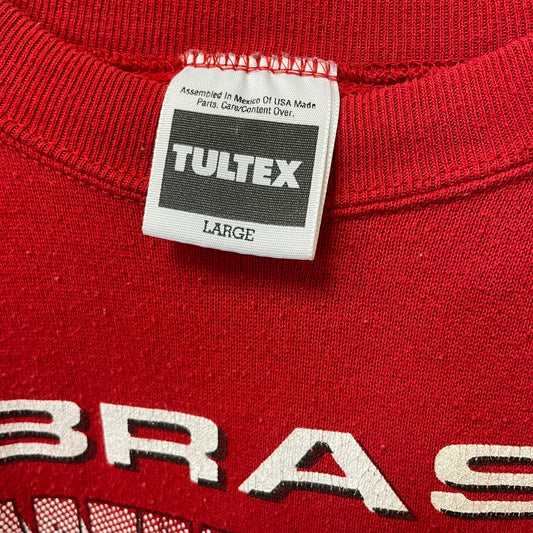 Assembled In Mexico Of USA Made
Parts. Care/Content Over.
TULTEX
LARGE
BRAS